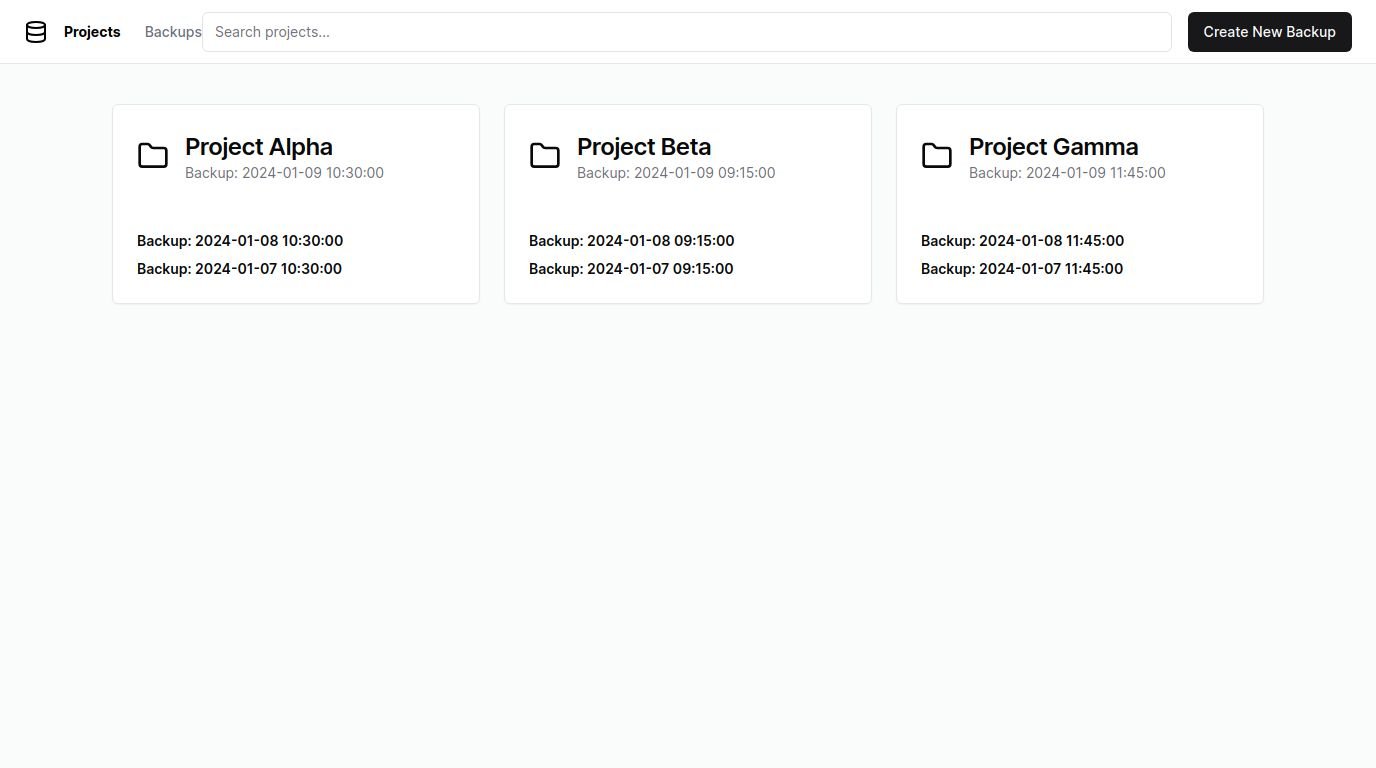 Projects Backups Search projects... Create New Backup
Project Alpha
Backup: 2024-01-09 10:30:00
Backup: 2024-01-08 10:30:00
Backup: 2024-01-07 10:30:00
Project Beta
Backup: 2024-01-09 09:15:00
Backup: 2024-01-08 09:15:00
Backup: 2024-01-07 09:15:00
Project Gamma
Backup: 2024-01-09 11:45:00
Backup: 2024-01-08 11:45:00
Backup: 2024-01-07 11:45:00